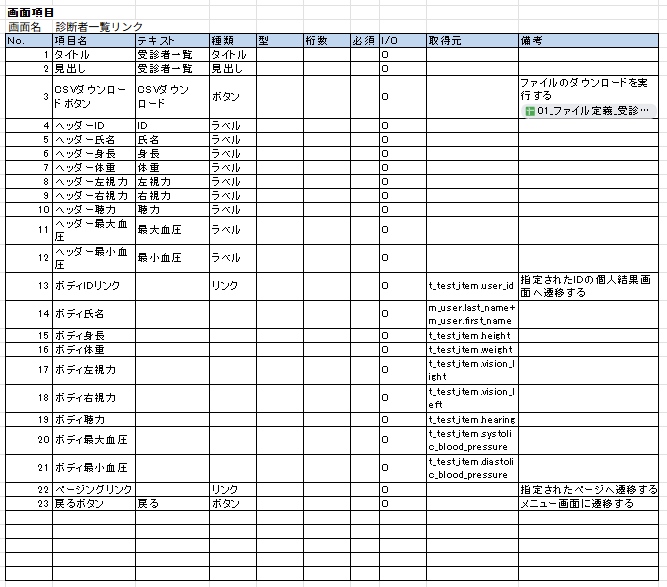 画面項目
画面名 診断者一覧リンク
No. 項目名 テキスト 種類 型 桁数 必須 I/O 取得元 備考
1 タイトル 受診者一覧 タイトル O
2 見出し 受診者一覧 見出し O
3 CSVダウンロード ボタン CSVダウンロード ボタン O ファイルのダウンロードを実行する
01_ファイル定義_受診…
4 ヘッダーID ID ラベル O
5 ヘッダー氏名 氏名 ラベル O
6 ヘッダー身長 身長 ラベル O
7 ヘッダー体重 体重 ラベル O
8 ヘッダー左視力 左視力 ラベル O
9 ヘッダー右視力 右視力 ラベル O
10 ヘッダー聴力 聴力 ラベル O
11 ヘッダー最大血圧 最大血圧 ラベル O
12 ヘッダー最小血圧 最小血圧 ラベル O
13 ボディIDリンク リンク O t_test_item.user_id 指定されたIDの個人結果画面へ遷移する
14 ボディ氏名 O m_user.last_name+m_user.first_name
15 ボディ身長 O t_test_item.height
16 ボディ体重 O t_test_item.weight
17 ボディ左視力 O t_test_item.vision_light
18 ボディ右視力 O t_test_item.vision_left
19 ボディ聴力 O t_test_item.hearing
20 ボディ最大血圧 O t_test_item.systolic_blood_pressure
21 ボディ最小血圧 O t_test_item.diastolic_blood_pressure
22 ページングリンク リンク O 指定されたページへ遷移する
23 戻るボタン 戻る ボタン O メニュー画面に遷移する